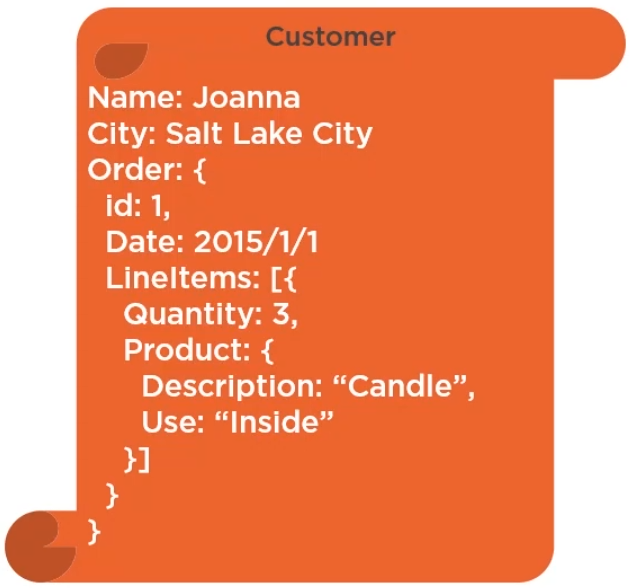 Customer
Name: Joanna
City: Salt Lake City
Order: {
id: 1,
Date: 2015/1/1
LineItems: [{
Quantity: 3,
Product: {
Description: “Candle”,
Use: “Inside”
}]
}
}